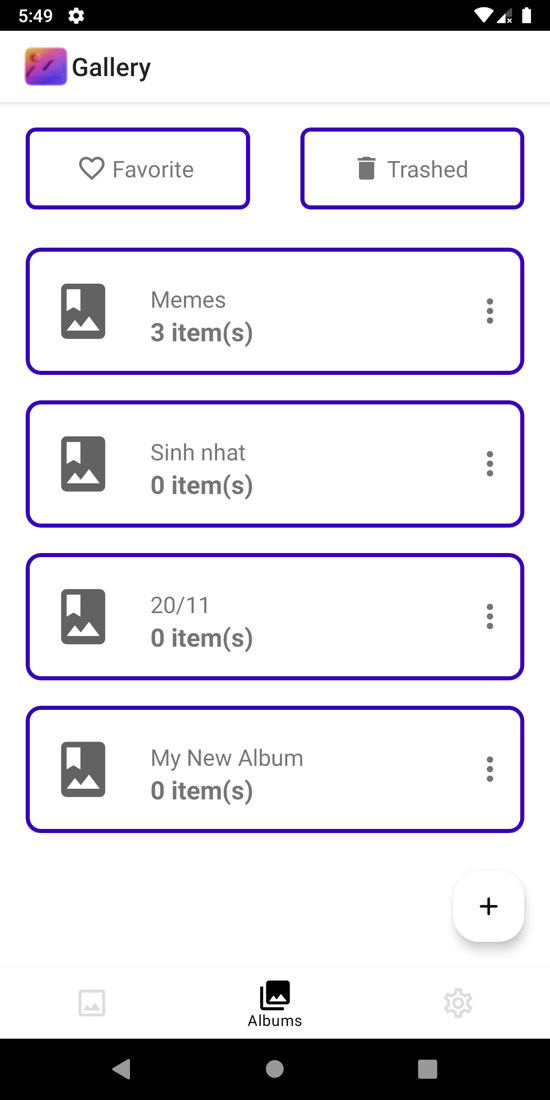 5:49
Gallery
Favorite
Trashed
Memes
3 item(s)
Sinh nhat
0 item(s)
20/11
0 item(s)
My New Album
0 item(s)
Albums